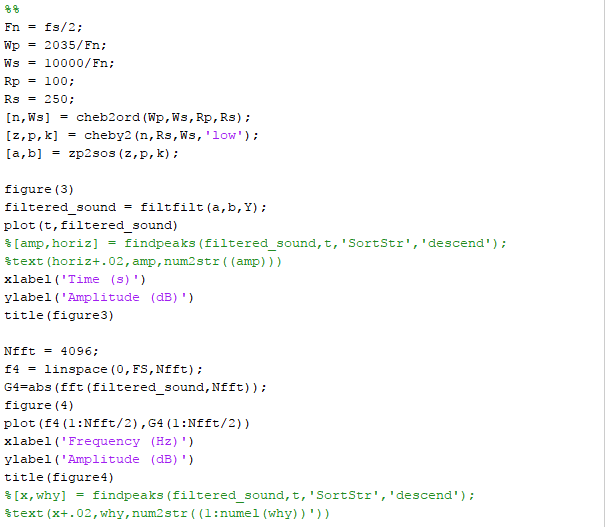 %%
Fn = fs/2;
Wp = 2035/Fn;
Ws = 10000/Fn;
Rp = 100;
Rs = 250;
[n,Ws] = cheb2ord(Wp,Ws,Rp,Rs);
[z,p,k] = cheby2(n,Rs,Ws,'low');
[a,b] = zp2sos(z,p,k);
figure(3)
filtered_sound = filtfilt(a,b,Y);
plot(t,filtered_sound)
%[amp,horiz] = findpeaks(filtered_sound,t,'SortStr','descend');
%text(horiz+.02,amp,num2str((amp)))
xlabel('Time (s)')
ylabel('Amplitude (dB)')
title(figure3)
Nfft = 4096;
f4 = linspace(0,FS,Nfft);
G4=abs(fft(filtered_sound,Nfft));
figure(4)
plot(f4(1:Nfft/2),G4(1:Nfft/2))
xlabel('Frequency (Hz)')
ylabel('Amplitude (dB)')
title(figure4)
%[x,why] = findpeaks(filtered_sound,t,'SortStr','descend');
%text(x+.02,why,num2str((1:numel(why))'))